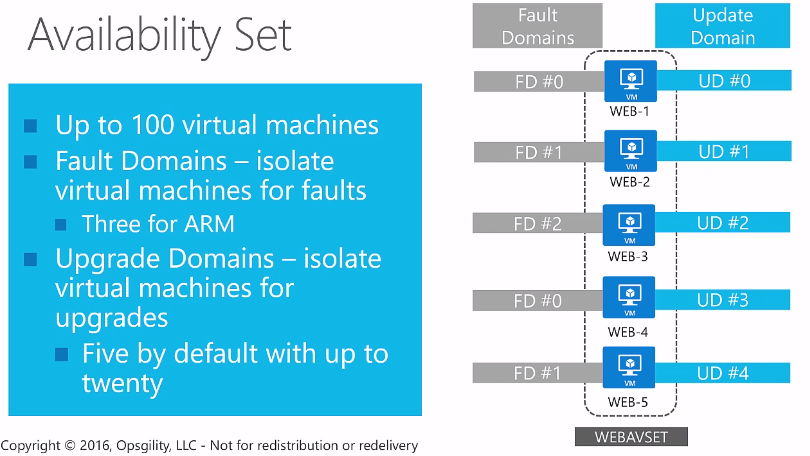 Availability Set
Up to 100 virtual machines
Fault Domains – isolate
virtual machines for faults
Three for ARM
Upgrade Domains – isolate
virtual machines for
upgrades
Five by default with up to
twenty
Fault
Domains
Update
Domain
FD #0
VM
UD #0
WEB-1
FD #1
VM
UD #1
WEB-2
FD #2
VM
UD #2
WEB-3
FD #0
VM
UD #3
WEB-4
FD #1
VM
UD #4
WEB-5
WEBAVSET
Copyright © 2016, Opsgility, LLC - Not for redistribution or redelivery